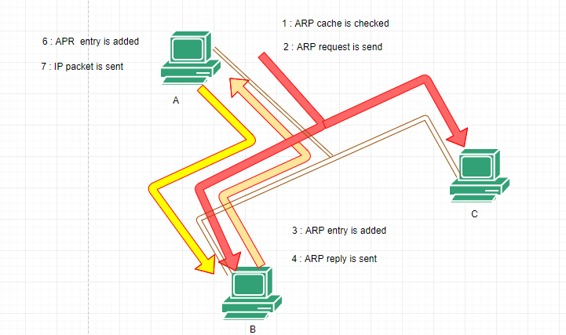 1 : ARP cache is checked
6 : APR  entry is added
2 : ARP request is send
7 : IP packet is sent
A
C
3 : ARP entry is added
4 : ARP reply is sent
B